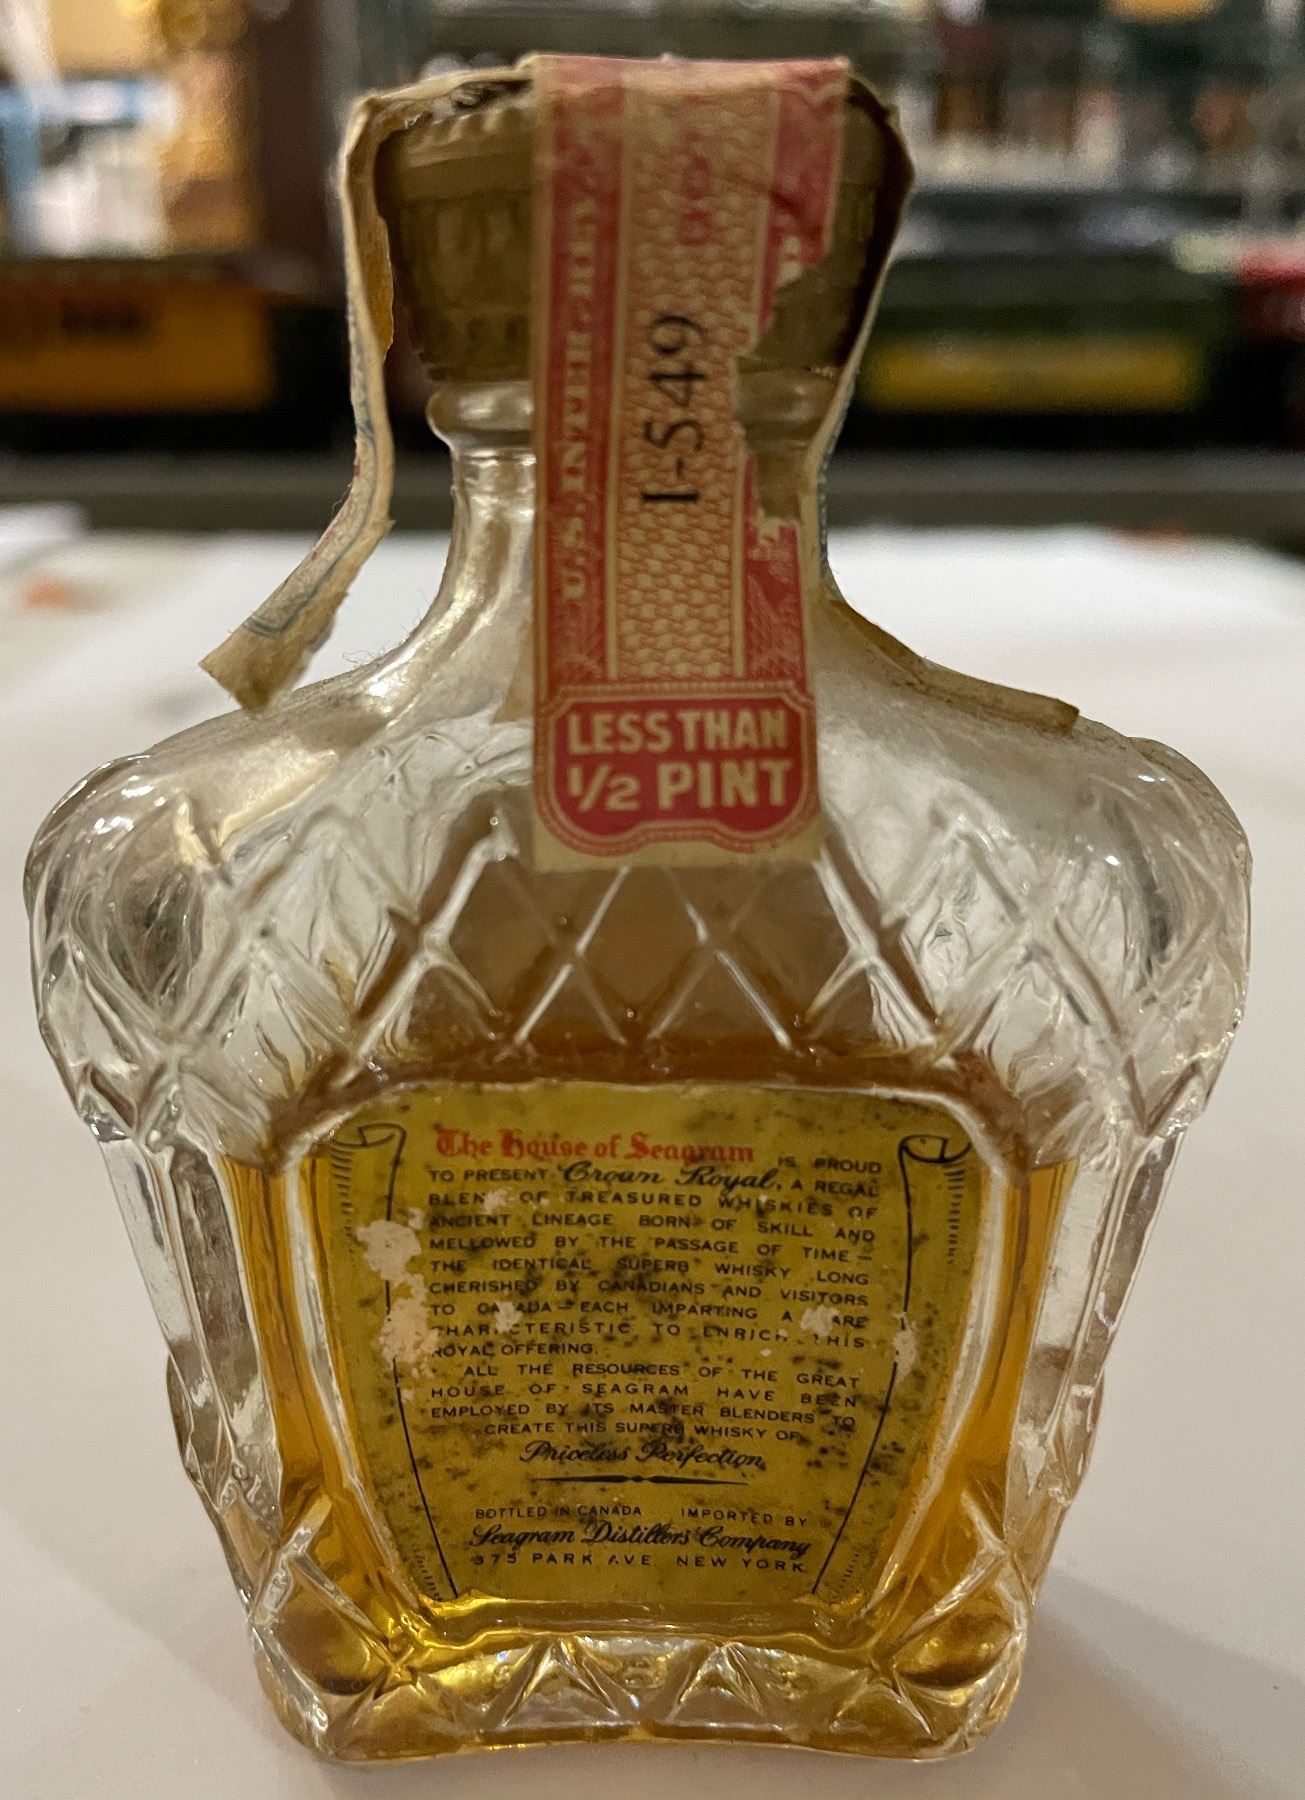 U.S. INTER. REV.
1-S49
LESS THAN
1/2 PINT
The House of Seagram IS PROUD
TO PRESENT Crown Royal, A REGAL
BLEND OF TREASURED WHISKIES OF
ANCIENT LINEAGE BORN OF SKILL AND
MELLOWED BY THE PASSAGE OF TIME—
THE IDENTICAL SUPERB WHISKY LONG
CHERISHED BY CANADIANS AND VISITORS
TO CANADA—EACH IMPARTING A RARE
CHARACTERISTIC TO ENRICH THIS
ROYAL OFFERING.
ALL THE RESOURCES OF THE GREAT
HOUSE OF SEAGRAM HAVE BEEN
EMPLOYED BY ITS MASTER BLENDERS TO
CREATE THIS SUPERB WHISKY OF
Priceless Perfection
BOTTLED IN CANADA IMPORTED BY
Seagram Distillers Company
375 PARK AVE. NEW YORK